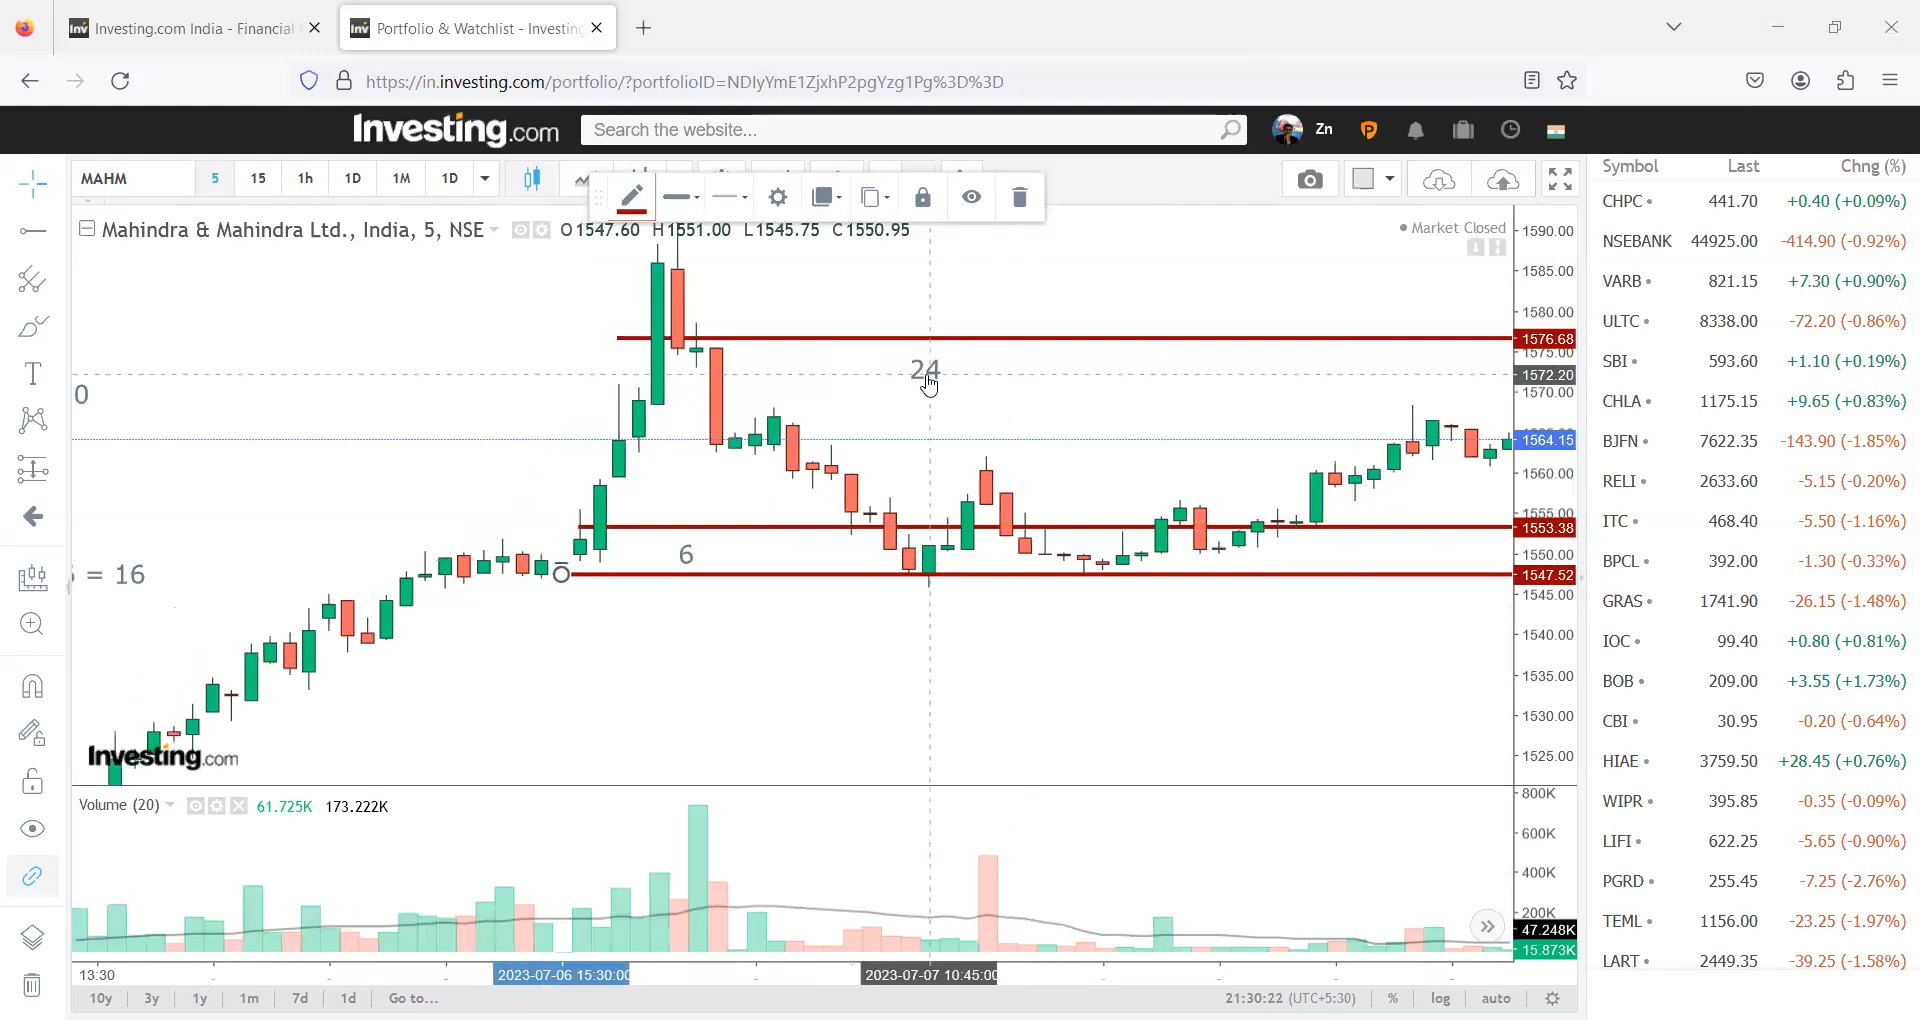 Investing.com India - Financial
Portfolio & Watchlist - Investing
https://in.investing.com/portfolio/?portfolioID=NDIyYmE1ZjxhP2pgYzg1Pg%3D%3D
Investing.com
Search the website...
Zn
MAHM 5 15 1h 1D 1M 1D
Mahindra & Mahindra Ltd., India, 5, NSE O1547.60 H1551.00 L1545.75 C1550.95
Market Closed
24
0
6
= 16
Investing.com
1590.00
1585.00
1580.00
1576.68
1575.00
1572.20
1570.00
1564.15
1560.00
1555.00
1553.38
1550.00
1547.52
1545.00
1540.00
1535.00
1530.00
1525.00
Volume (20) 61.725K 173.222K
800K
600K
400K
200K
47.248K
15.873K
13:30 2023-07-06 15:30:00 2023-07-07 10:45:00
10y 3y 1y 1m 7d 1d Go to... 21:30:22 (UTC+5:30) % log auto
Symbol Last Chng (%)
CHPC 441.70 +0.40 (+0.09%)
NSEBANK 44925.00 -414.90 (-0.92%)
VARB 821.15 +7.30 (+0.90%)
ULTC 8338.00 -72.20 (-0.86%)
SBI 593.60 +1.10 (+0.19%)
CHLA 1175.15 +9.65 (+0.83%)
BJFN 7622.35 -143.90 (-1.85%)
RELI 2633.60 -5.15 (-0.20%)
ITC 468.40 -5.50 (-1.16%)
BPCL 392.00 -1.30 (-0.33%)
GRAS 1741.90 -26.15 (-1.48%)
IOC 99.40 +0.80 (+0.81%)
BOB 209.00 +3.55 (+1.73%)
CBI 30.95 -0.20 (-0.64%)
HIAE 3759.50 +28.45 (+0.76%)
WIPR 395.85 -0.35 (-0.09%)
LIFI 622.25 -5.65 (-0.90%)
PGRD 255.45 -7.25 (-2.76%)
TEML 1156.00 -23.25 (-1.97%)
LART 2449.35 -39.25 (-1.58%)